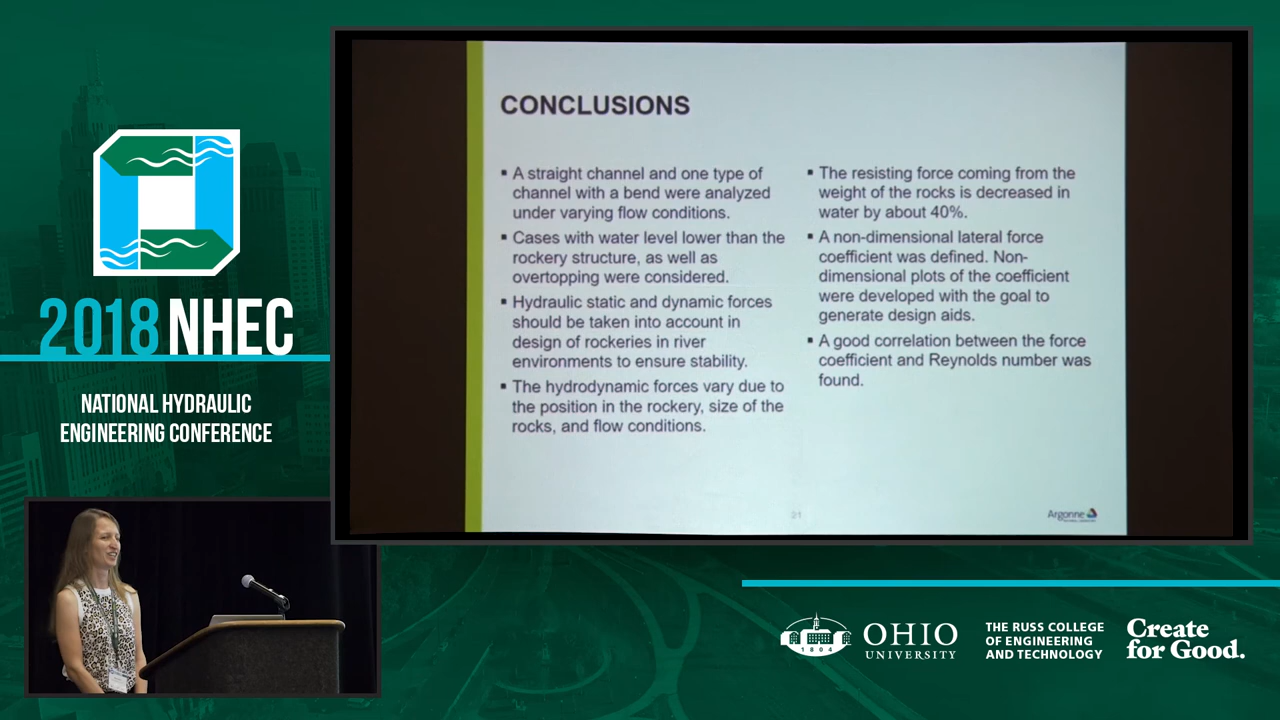 2018 NHEC
NATIONAL HYDRAULIC
ENGINEERING CONFERENCE
CONCLUSIONS
▪ A straight channel and one type of
channel with a bend were analyzed
under varying flow conditions.
▪ Cases with water level lower than the
rockery structure, as well as
overtopping were considered.
▪ Hydraulic static and dynamic forces
should be taken into account in
design of rockeries in river
environments to ensure stability.
▪ The hydrodynamic forces vary due to
the position in the rockery, size of the
rocks, and flow conditions.
▪ The resisting force coming from the
weight of the rocks is decreased in
water by about 40%.
▪ A non-dimensional lateral force
coefficient was defined. Non-
dimensional plots of the coefficient
were developed with the goal to
generate design aids.
▪ A good correlation between the force
coefficient and Reynolds number was
found.
21
Argonne
1804
OHIO
UNIVERSITY
THE RUSS COLLEGE
OF ENGINEERING
AND TECHNOLOGY
Create
for Good.